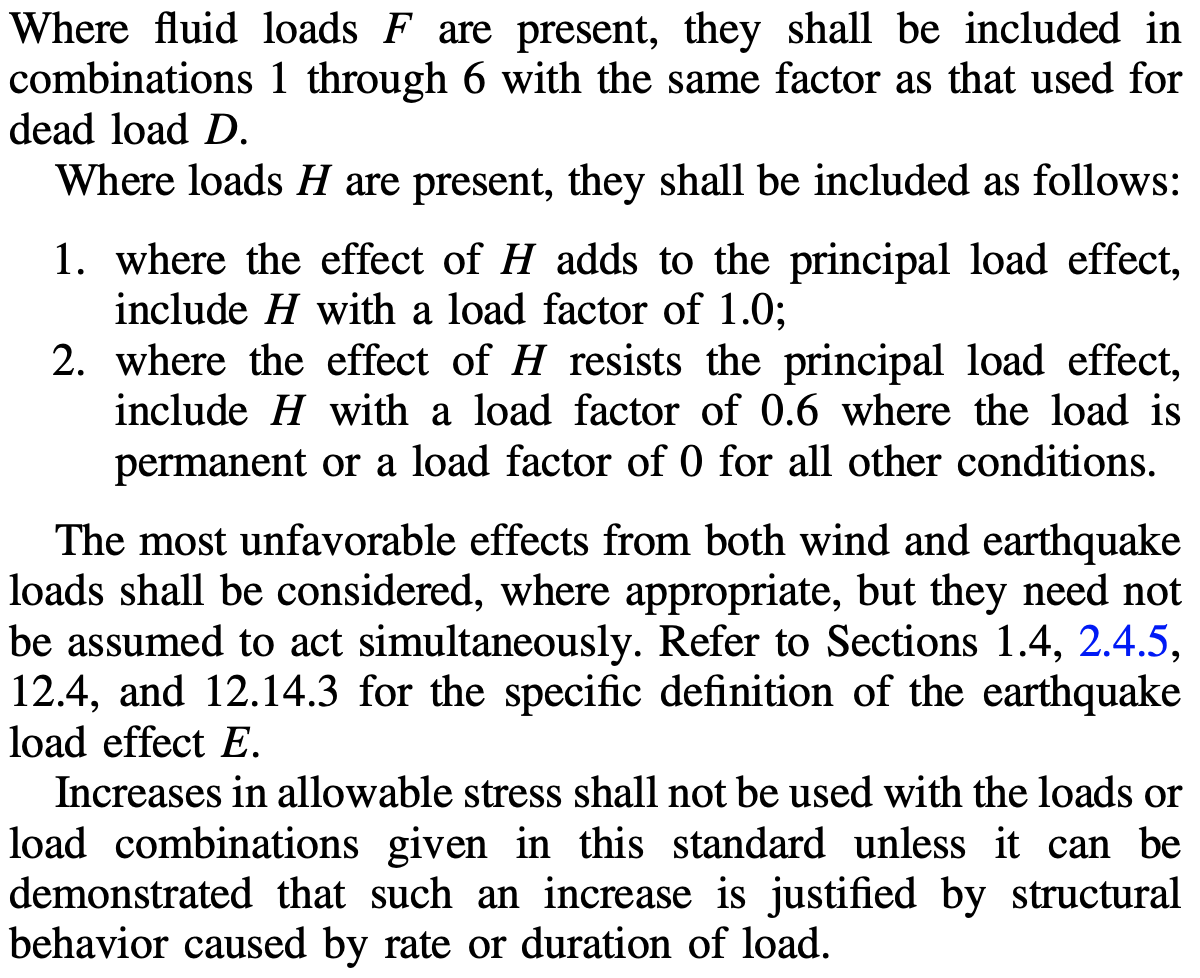 Where fluid loads F are present, they shall be included in
combinations 1 through 6 with the same factor as that used for
dead load D.
Where loads H are present, they shall be included as follows:
1. where the effect of H adds to the principal load effect,
include H with a load factor of 1.0;
2. where the effect of H resists the principal load effect,
include H with a load factor of 0.6 where the load is
permanent or a load factor of 0 for all other conditions.
The most unfavorable effects from both wind and earthquake
loads shall be considered, where appropriate, but they need not
be assumed to act simultaneously. Refer to Sections 1.4, 2.4.5,
12.4, and 12.14.3 for the specific definition of the earthquake
load effect E.
Increases in allowable stress shall not be used with the loads or
load combinations given in this standard unless it can be
demonstrated that such an increase is justified by structural
behavior caused by rate or duration of load.